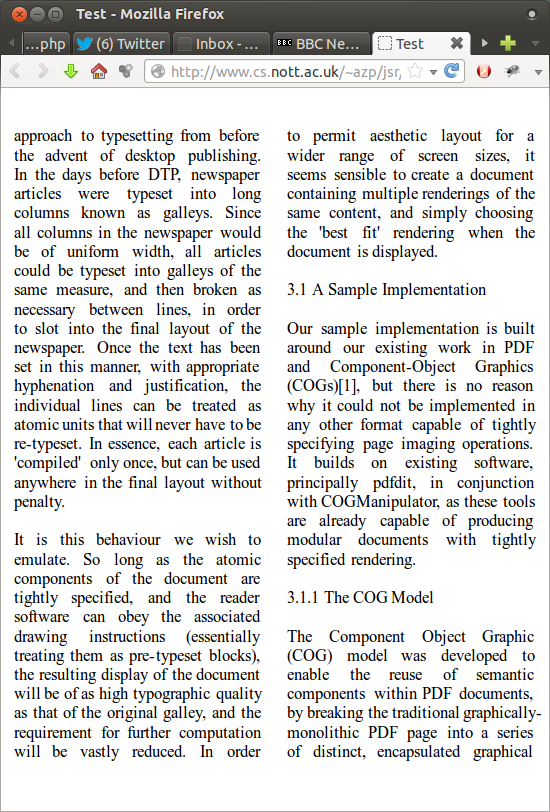 Test - Mozilla Firefox
...php
(6) Twitter
Inbox - ...
BBC
BBC Ne...
Test
http://www.cs.nott.ac.uk/~azp/jsr,
approach to typesetting from before
the advent of desktop publishing.
In the days before DTP, newspaper
articles were typeset into long
columns known as galleys. Since
all columns in the newspaper would
be of uniform width, all articles
could be typeset into galleys of the
same measure, and then broken as
necessary between lines, in order
to slot into the final layout of the
newspaper. Once the text has been
set in this manner, with appropriate
hyphenation and justification, the
individual lines can be treated as
atomic units that will never have to be
re-typeset. In essence, each article is
'compiled' only once, but can be used
anywhere in the final layout without
penalty.
It is this behaviour we wish to
emulate. So long as the atomic
components of the document are
tightly specified, and the reader
software can obey the associated
drawing instructions (essentially
treating them as pre-typeset blocks),
the resulting display of the document
will be of as high typographic quality
as that of the original galley, and the
requirement for further computation
will be vastly reduced. In order
to permit aesthetic layout for a
wider range of screen sizes, it
seems sensible to create a document
containing multiple renderings of the
same content, and simply choosing
the 'best fit' rendering when the
document is displayed.
3.1 A Sample Implementation
Our sample implementation is built
around our existing work in PDF
and Component-Object Graphics
(COGs)[1], but there is no reason
why it could not be implemented in
any other format capable of tightly
specifying page imaging operations.
It builds on existing software,
principally pdfdit, in conjunction
with COGManipulator, as these tools
are already capable of producing
modular documents with tightly
specified rendering.
3.1.1 The COG Model
The Component Object Graphic
(COG) model was developed to
enable the reuse of semantic
components within PDF documents,
by breaking the traditional graphically-
monolithic PDF page into a series
of distinct, encapsulated graphical